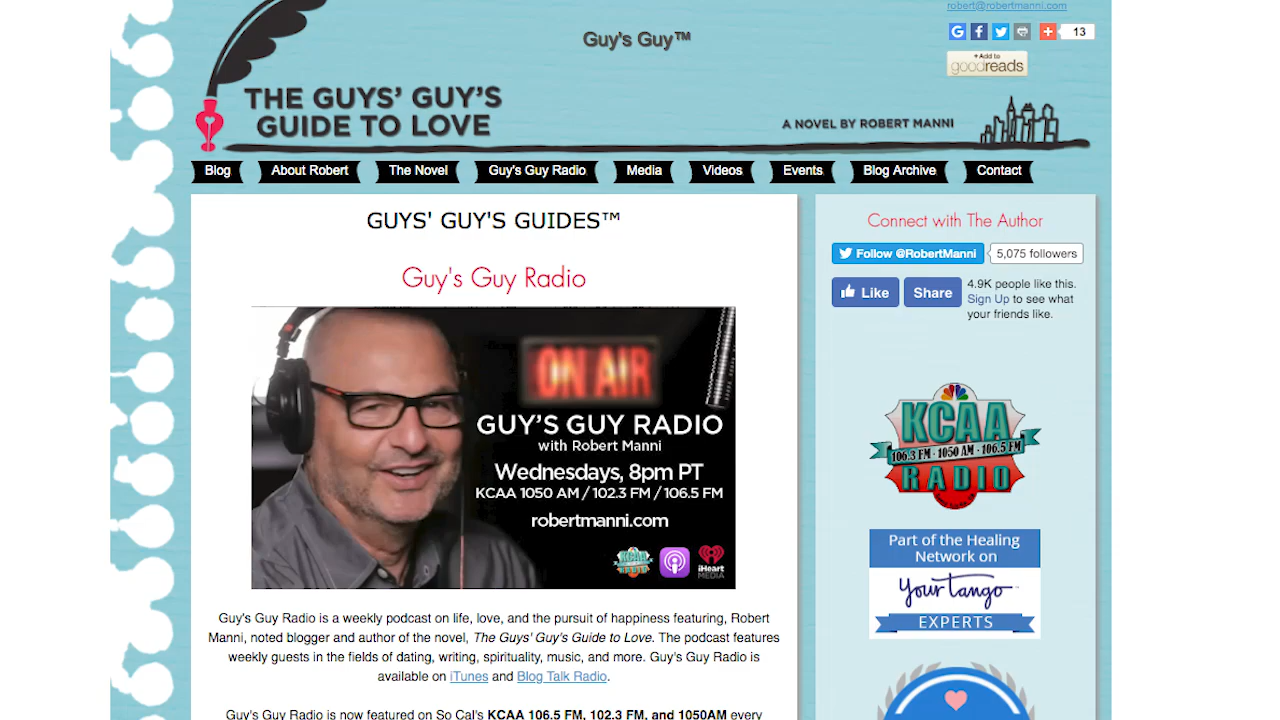 robert@robertmanni.com
Guy's Guy™
13
+Add to
goodreads
THE GUYS' GUY'S
GUIDE TO LOVE
A NOVEL BY ROBERT MANNI
Blog
About Robert
The Novel
Guy's Guy Radio
Media
Videos
Events
Blog Archive
Contact
GUYS' GUY'S GUIDES™
Guy's Guy Radio
ON AIR
GUY'S GUY RADIO
with Robert Manni
Wednesdays, 8pm PT
KCAA 1050 AM / 102.3 FM / 106.5 FM
robertmanni.com
KCAA
RADIO
iHeart
MEDIA
Guy's Guy Radio is a weekly podcast on life, love, and the pursuit of happiness featuring, Robert
Manni, noted blogger and author of the novel, The Guys' Guy's Guide to Love. The podcast features
weekly guests in the fields of dating, writing, spirituality, music, and more. Guy's Guy Radio is
available on iTunes and Blog Talk Radio.
Guy's Guy Radio is now featured on So Cal's KCAA 106.5 FM, 102.3 FM, and 1050AM every
Connect with The Author
Follow @RobertManni
5,075 followers
Like
Share
4.9K people like this.
Sign Up to see what
your friends like.
KCAA
106.3 FM · 1050 AM · 106.5 FM
RADIO
Part of the Healing
Network on
YourTango
EXPERTS